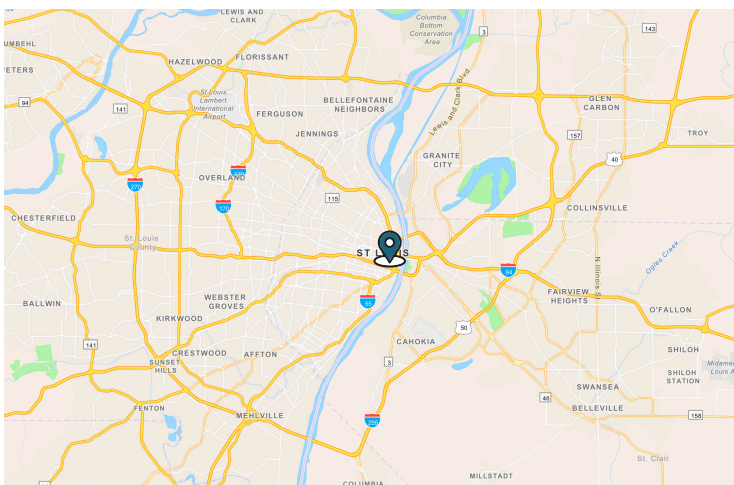 LEWIS AND
CLARK
Columbia
Bottom
Conservation
Area
3
143
UMBEHL
HAZELWOOD
FLORISSANT
PETERS
94
141
St Louis
Lambert
International
Airport
FERGUSON
BELLEFONTAINE
NEIGHBORS
Lewis and Clark Blvd
GLEN
CARBON
JENNINGS
157
TROY
GRANITE
CITY
40
OVERLAND
270
170
115
COLLINSVILLE
CHESTERFIELD
St. Louis
County
ST LOUIS
N Illinois St
Ogles Creek
64
BALLWIN
WEBSTER
GROVES
55
FAIRVIEW
HEIGHTS
O'FALLON
KIRKWOOD
50
141
CRESTWOOD
AFFTON
CAHOKIA
SHILOH
SUNSET
HILLS
3
SHILOH
STATION
Midame
Louis A
SWANSEA
46
BELLEVILLE
FENTON
MEHLVILLE
255
158
St. Clair
MILLSTADT
COLUMBIA